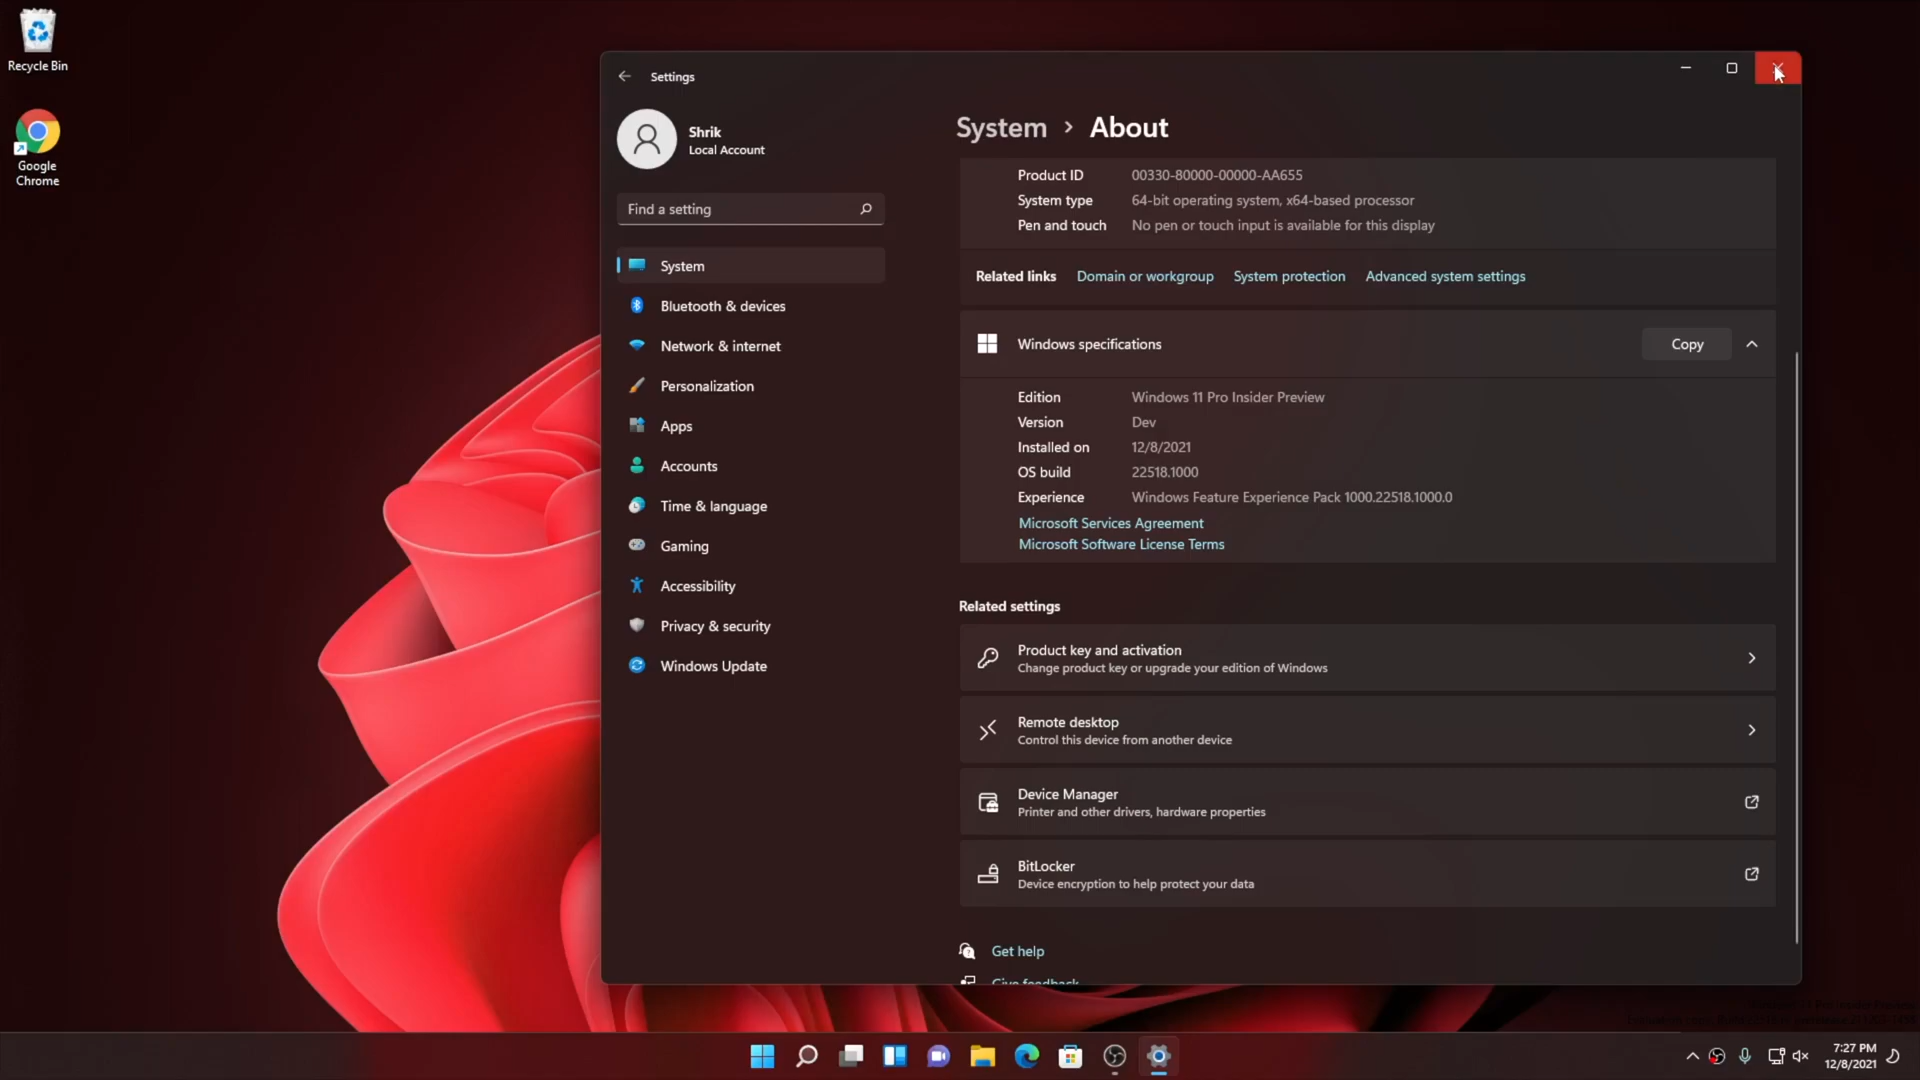 Recycle Bin
Google
Chrome
Settings
Shrik
Local Account
Find a setting
System
Bluetooth & devices
Network & internet
Personalization
Apps
Accounts
Time & language
Gaming
Accessibility
Privacy & security
Windows Update
System > About
Product ID 00330-80000-00000-AA655
System type 64-bit operating system, x64-based processor
Pen and touch No pen or touch input is available for this display
Related links Domain or workgroup System protection Advanced system settings
Windows specifications Copy
Edition Windows 11 Pro Insider Preview
Version Dev
Installed on 12/8/2021
OS build 22518.1000
Experience Windows Feature Experience Pack 1000.22518.1000.0
Microsoft Services Agreement
Microsoft Software License Terms
Related settings
Product key and activation
Change product key or upgrade your edition of Windows
Remote desktop
Control this device from another device
Device Manager
Printer and other drivers, hardware properties
BitLocker
Device encryption to help protect your data
Get help
Give feedback
7:27 PM
12/8/2021